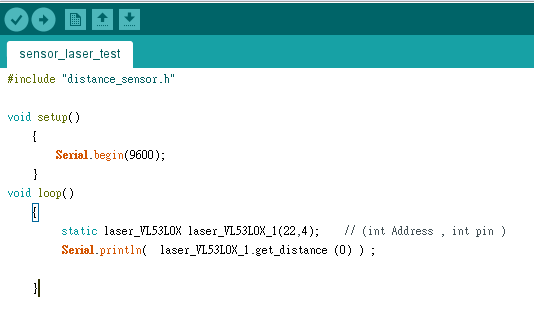 sensor_laser_test
#include "distance_sensor.h"
void setup()
{
Serial.begin(9600);
}
void loop()
{
static laser_VL53LOX laser_VL53LOX_1(22,4); // (int Address , int pin )
Serial.println( laser_VL53LOX_1.get_distance (0) ) ;
}